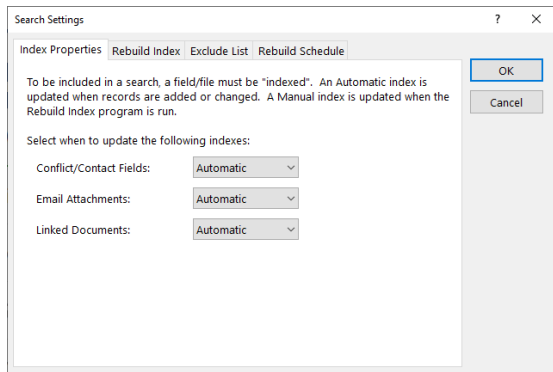 Search Settings
Index Properties Rebuild Index Exclude List Rebuild Schedule
OK
Cancel
To be included in a search, a field/file must be "indexed". An Automatic index is
updated when records are added or changed. A Manual index is updated when the
Rebuild Index program is run.
Select when to update the following indexes:
Conflict/Contact Fields: Automatic
Email Attachments: Automatic
Linked Documents: Automatic